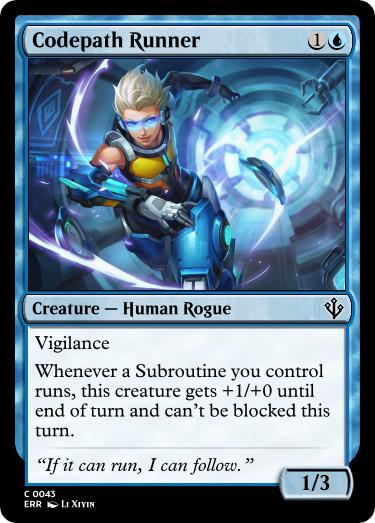 Codepath Runner 1
Creature — Human Rogue
Vigilance
Whenever a Subroutine you control
runs, this creature gets +1/+0 until
end of turn and can't be blocked this
turn.
“If it can run, I can follow.”
1/3
C 0043
ERR Li Xiyin